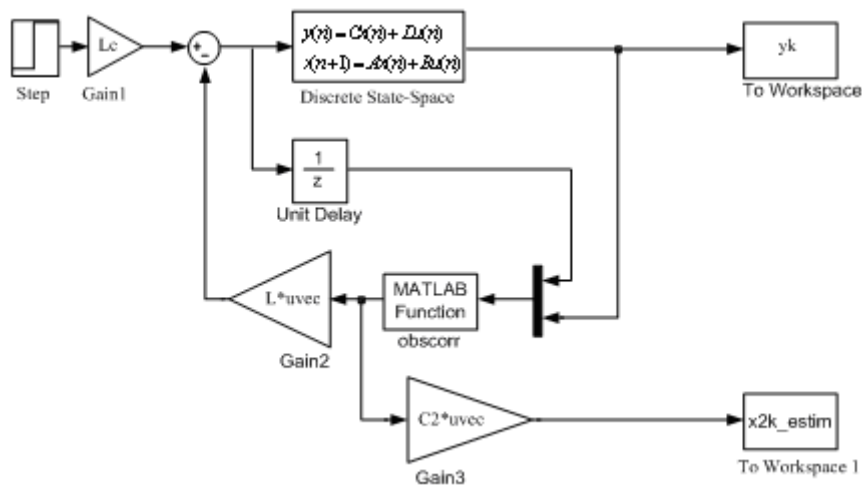 Step
Lc
Gain1
+
-
y(n)=Cx(n)+Du(n)
x(n+1)=Ax(n)+Bu(n)
Discrete State-Space
yk
To Workspace
1
z
Unit Delay
L*uvec
Gain2
MATLAB
Function
obscorr
C2*uvec
Gain3
x2k_estim
To Workspace 1